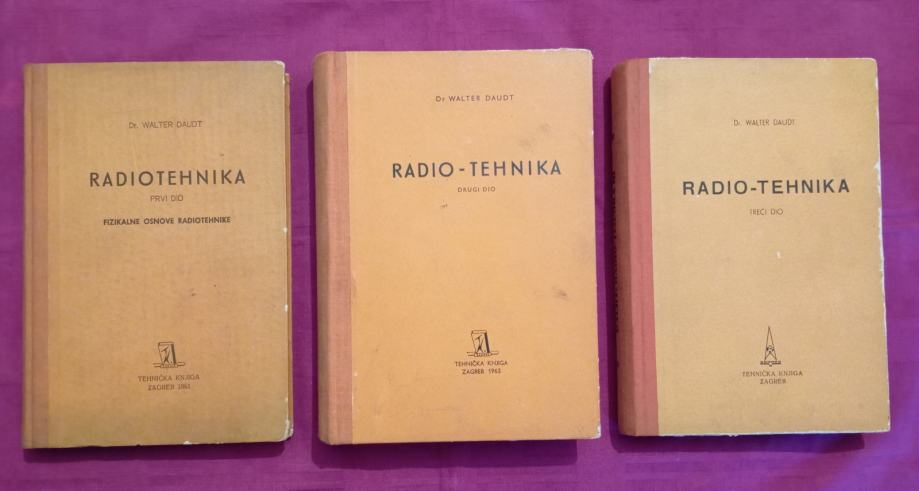 Dr. WALTER DAUDT
RADIOTEHNIKA
PRVI DIO
FIZIKALNE OSNOVE RADIOTEHNIKE
TEHNIČKA KNJIGA
ZAGREB 1961
Dr WALTER DAUDT
RADIO-TEHNIKA
DRUGI DIO
TEHNIČKA KNJIGA
ZAGREB 1963
Dr. WALTER DAUDT
RADIO-TEHNIKA
TREĆI DIO
TEHNIČKA KNJIGA
ZAGREB